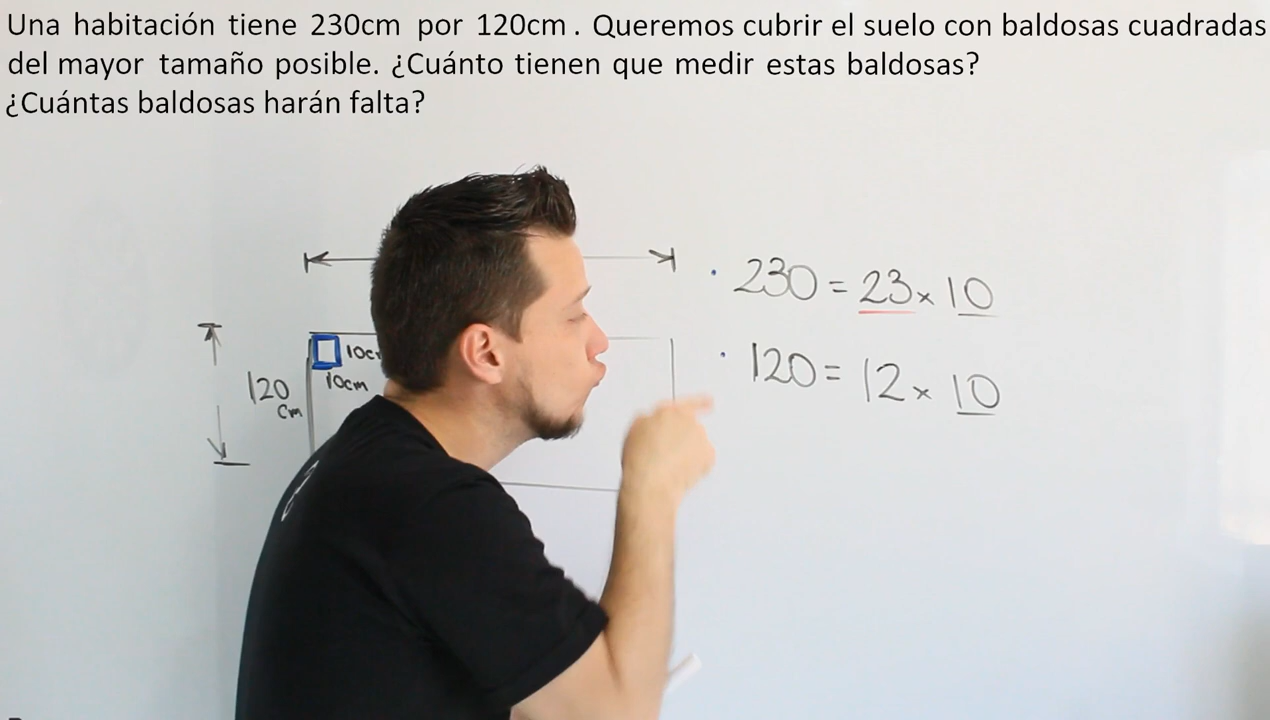 Una habitación tiene 230cm por 120cm. Queremos cubrir el suelo con baldosas cuadradas
del mayor tamaño posible. ¿Cuánto tienen que medir estas baldosas?
¿Cuántas baldosas harán falta?
230 = 23 x 10
10cm
10cm
120
cm
120 = 12 x 10